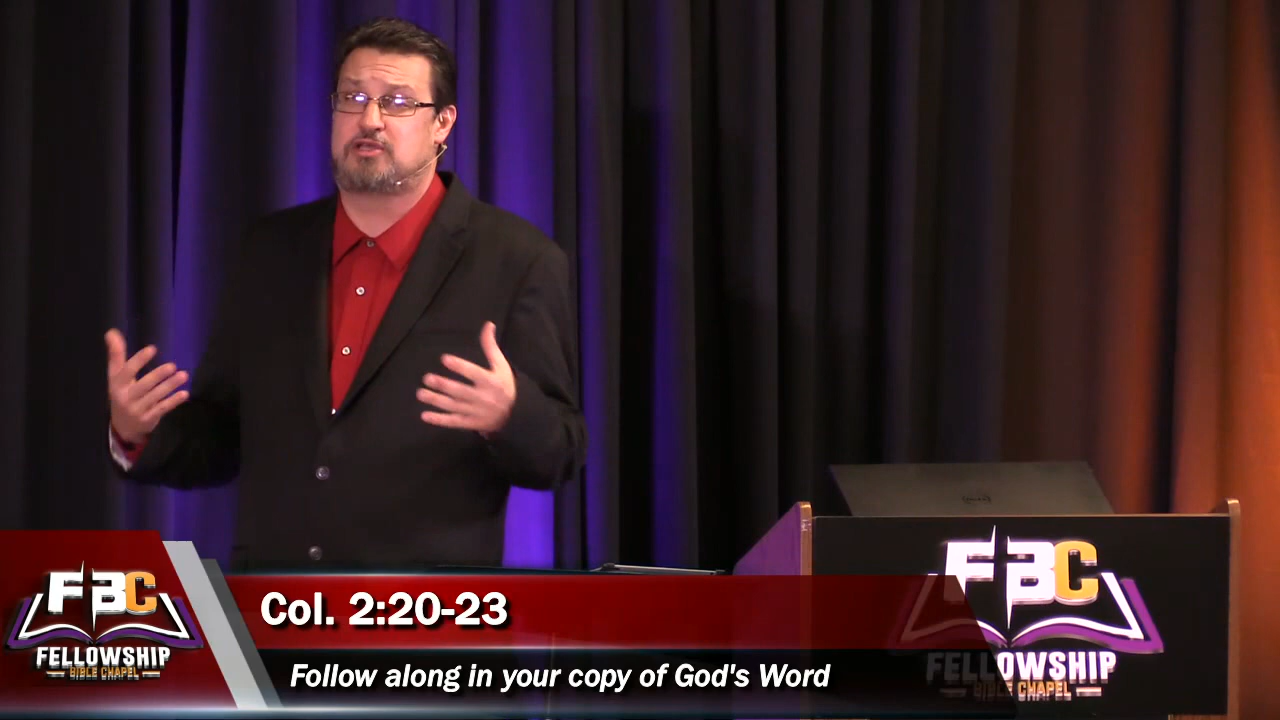 Col. 2:20-23
Follow along in your copy of God's Word
FBC
FELLOWSHIP
BIBLE CHAPEL
FBC
FELLOWSHIP
BIBLE CHAPEL
DELL